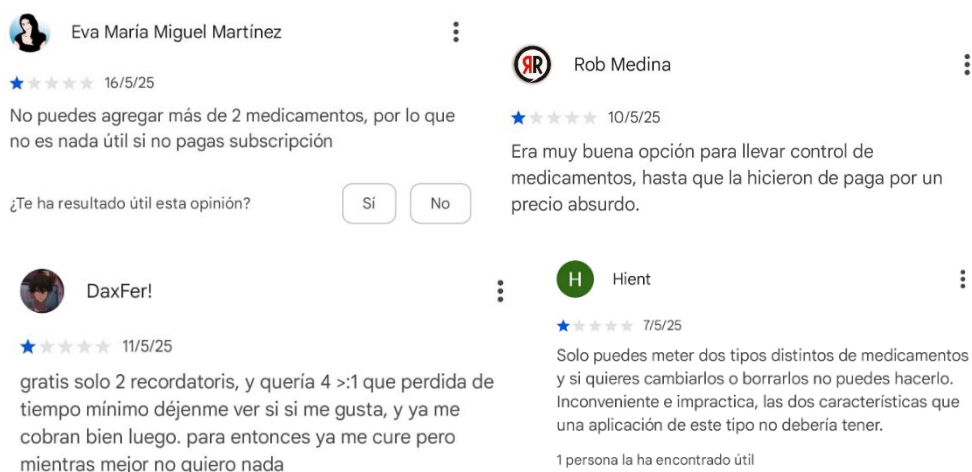 Eva María Miguel Martínez
16/5/25
No puedes agregar más de 2 medicamentos, por lo que
no es nada útil si no pagas subscripción
¿Te ha resultado útil esta opinión?
Sí
No
RR
Rob Medina
10/5/25
Era muy buena opción para llevar control de
medicamentos, hasta que la hicieron de paga por un
precio absurdo.
DaxFer!
11/5/25
gratis solo 2 recordatoris, y quería 4 >:1 que perdida de
tiempo mínimo déjenme ver si si me gusta, y ya me
cobran bien luego. para entonces ya me cure pero
mientras mejor no quiero nada
H
Hient
7/5/25
Solo puedes meter dos tipos distintos de medicamentos
y si quieres cambiarlos o borrarlos no puedes hacerlo.
Inconveniente e impractica, las dos características que
una aplicación de este tipo no debería tener.
1 persona la ha encontrado útil